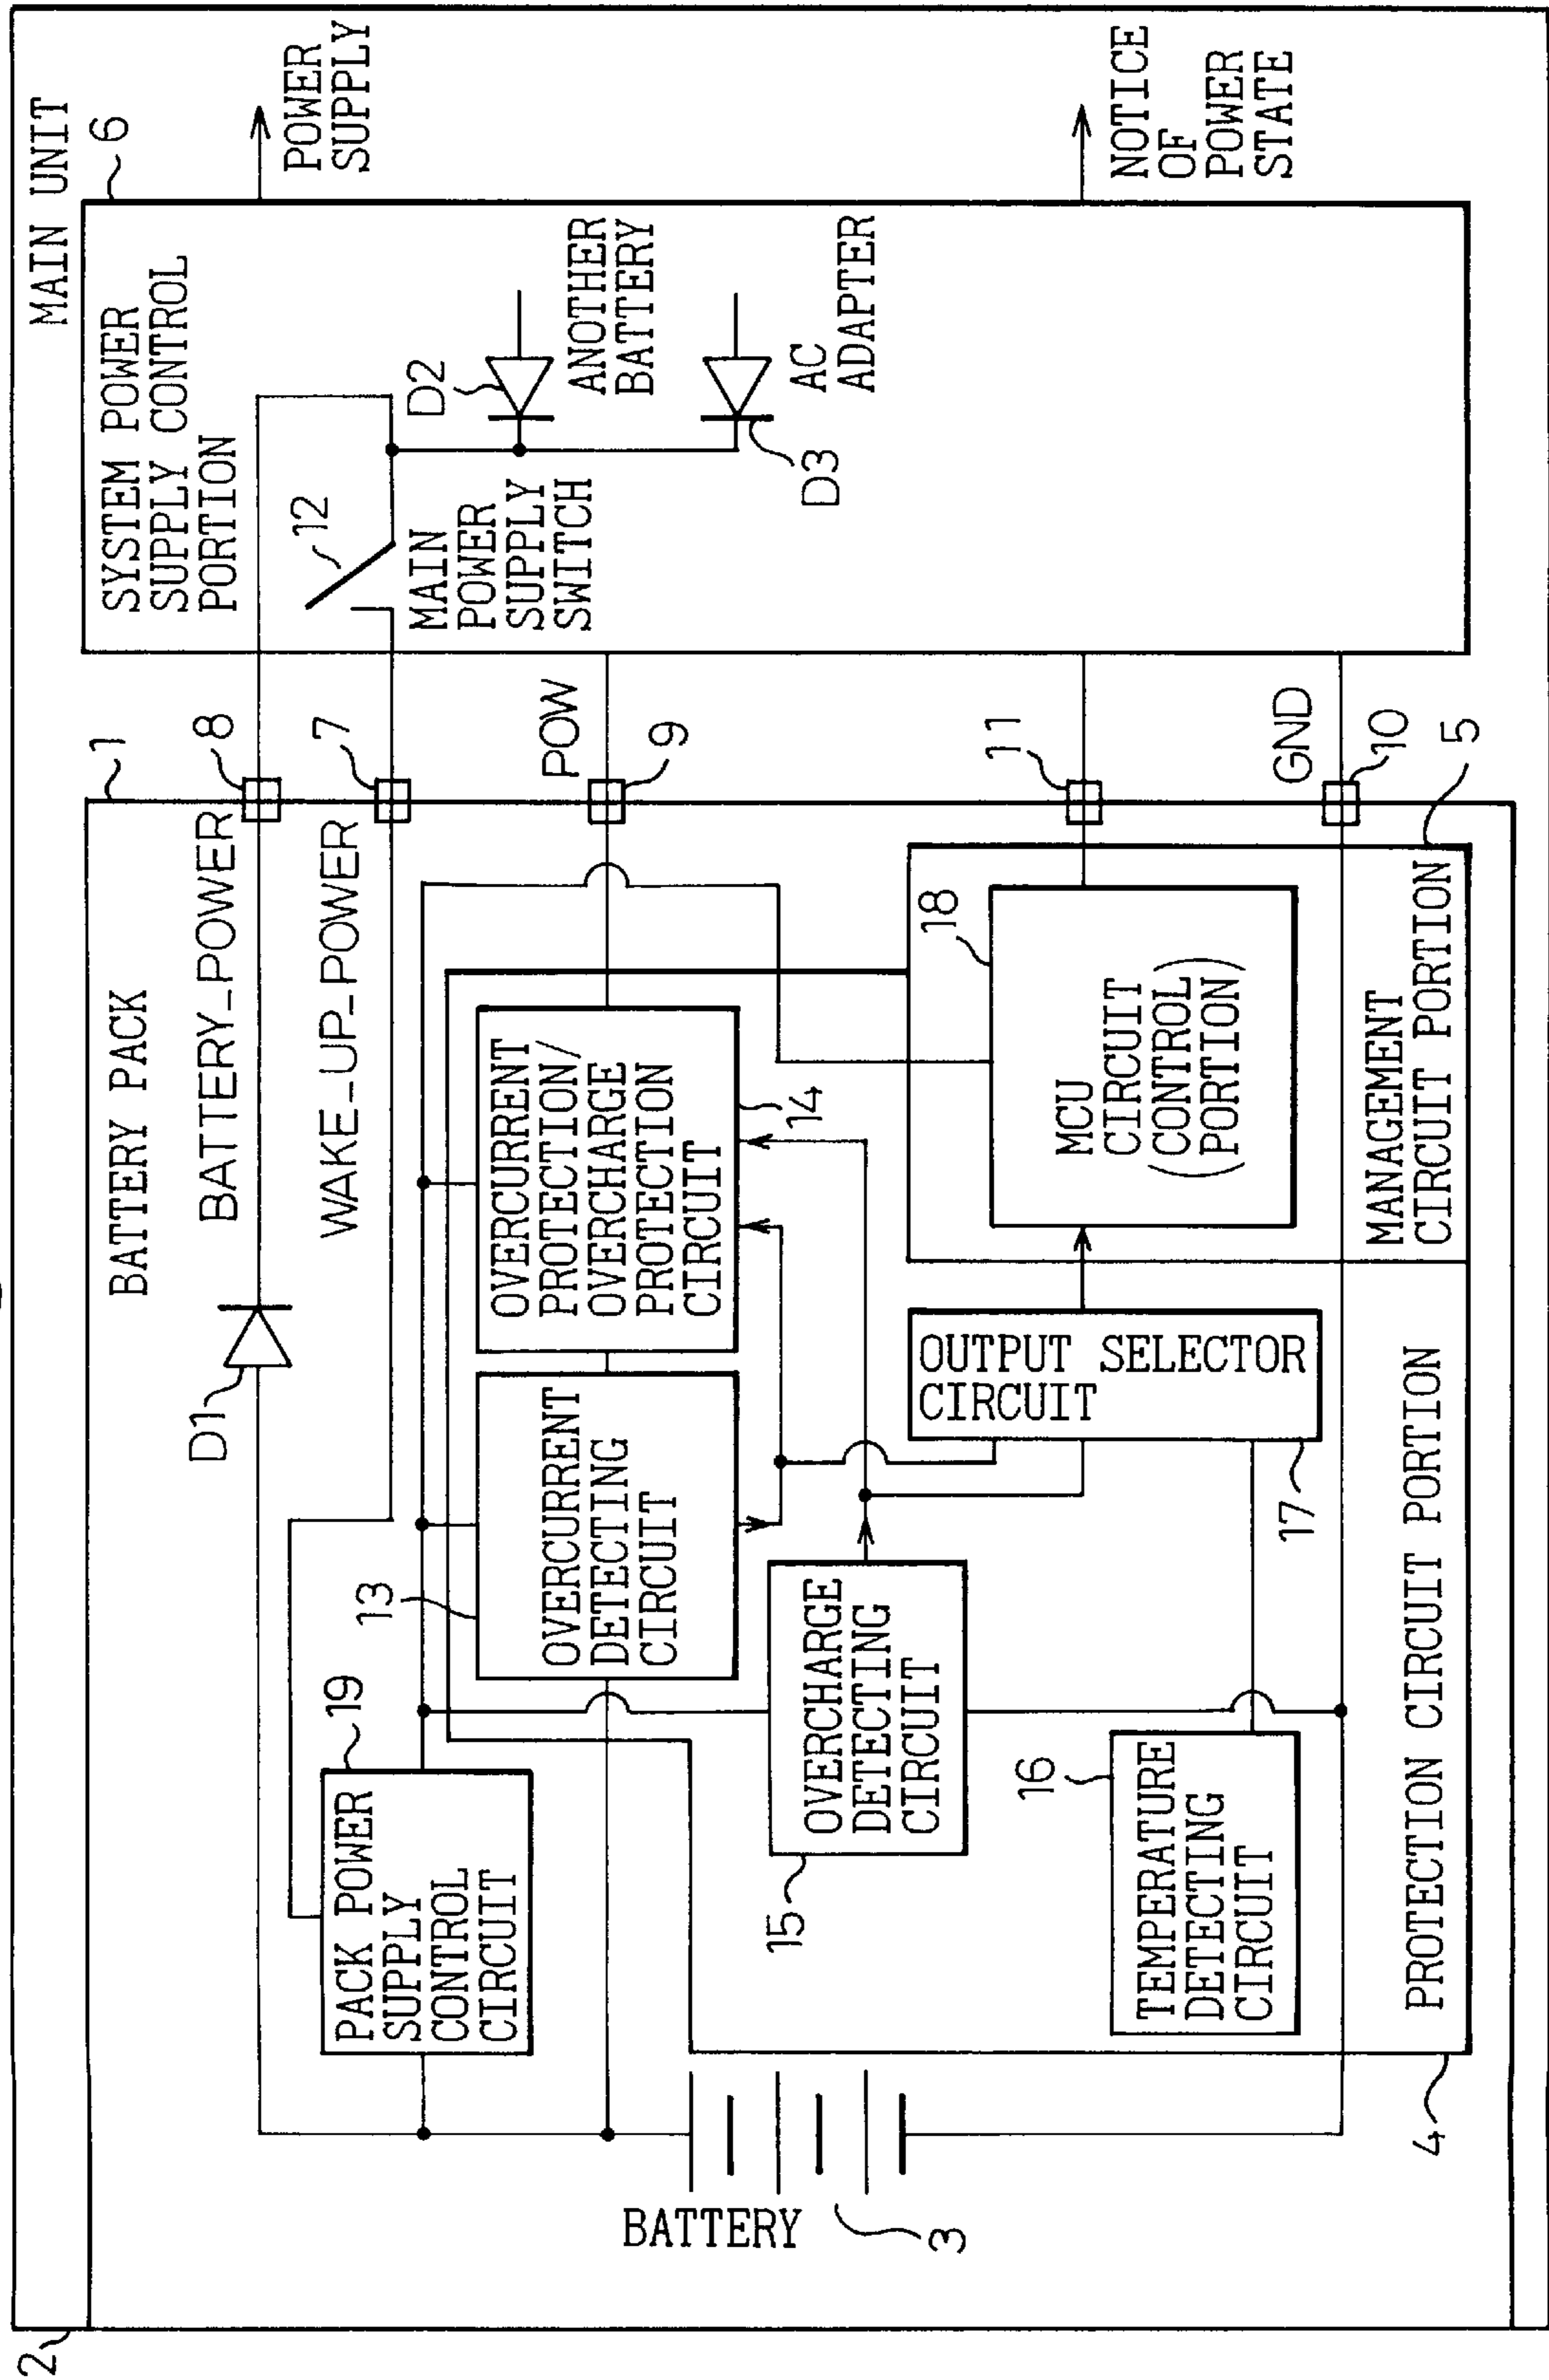 2
MAIN UNIT
1
BATTERY PACK
6
SYSTEM POWER
SUPPLY CONTROL
PORTION
D1
BATTERY_POWER
8
POWER
SUPPLY
WAKE_UP_POWER
7
12
MAIN
POWER
SUPPLY
SWITCH
D2
ANOTHER
BATTERY
D3
AC
ADAPTER
19
PACK POWER
SUPPLY
CONTROL
CIRCUIT
13
OVERCURRENT
DETECTING
CIRCUIT
OVERCURRENT
PROTECTION/
OVERCHARGE
PROTECTION
CIRCUIT
14
POW
9
BATTERY
3
15
OVERCHARGE
DETECTING
CIRCUIT
OUTPUT SELECTOR
CIRCUIT
17
18
MCU
CIRCUIT
(CONTROL
PORTION)
11
NOTICE
OF
POWER
STATE
16
TEMPERATURE
DETECTING
CIRCUIT
MANAGEMENT
CIRCUIT PORTION
GND
10
5
4
PROTECTION CIRCUIT PORTION